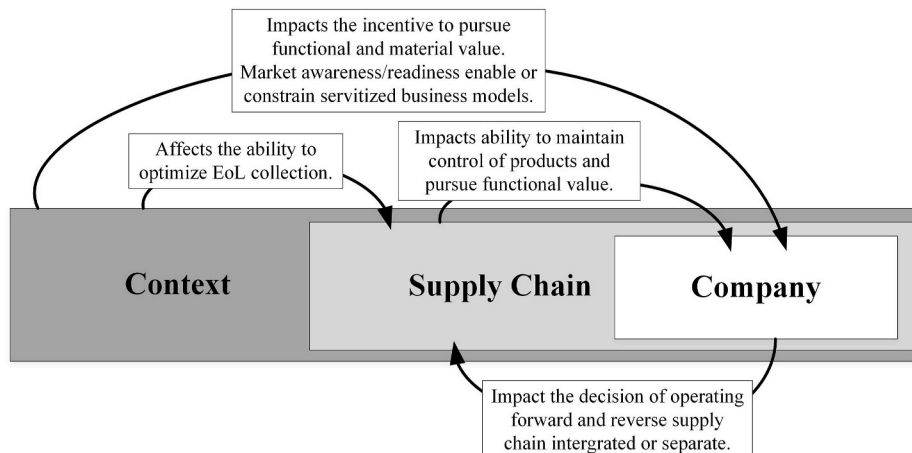 Impacts the incentive to pursue
functional and material value.
Market awareness/readiness enable or
constrain servitized business models.
Affects the ability to
optimize EoL collection.
Impacts ability to maintain
control of products and
pursue functional value.
Context
Supply Chain
Company
Impact the decision of operating
forward and reverse supply
chain intergrated or separate.